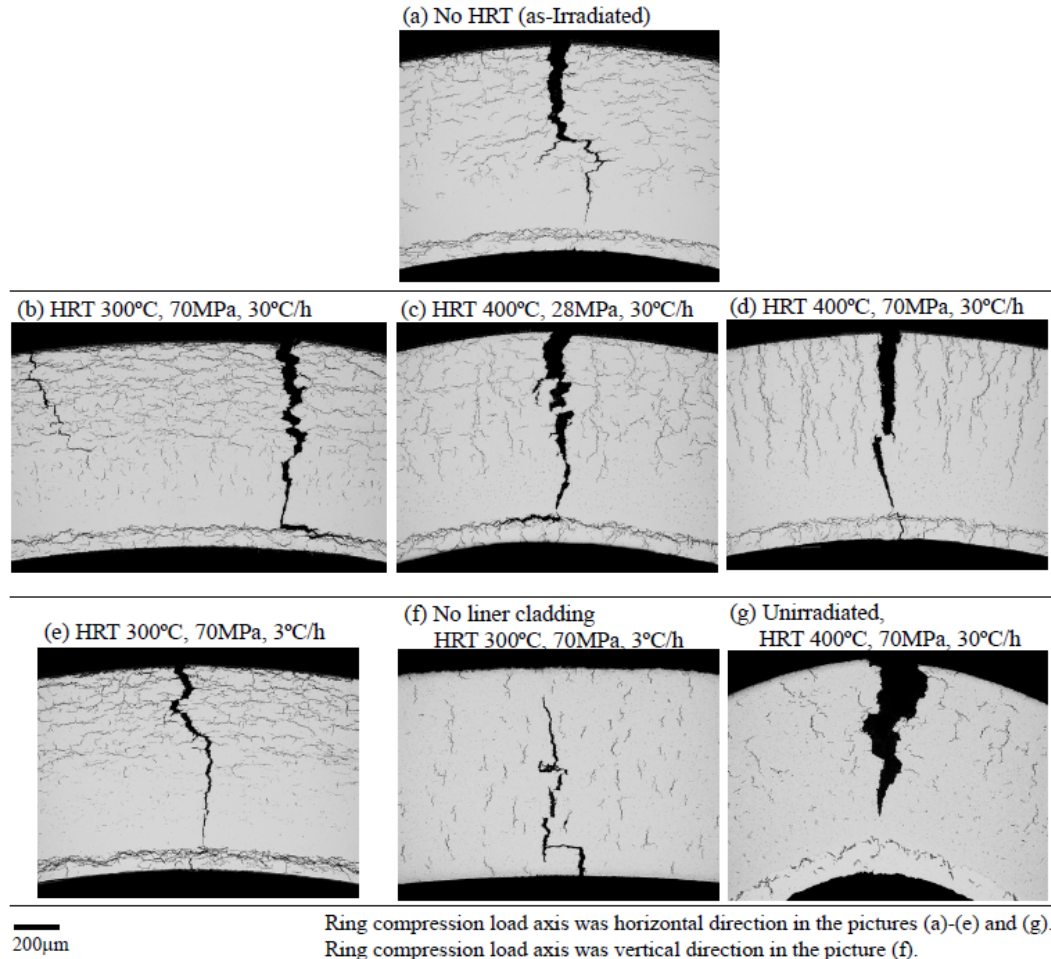 (a) No HRT (as-Irradiated)
(b) HRT 300ºC, 70MPa, 30ºC/h
(c) HRT 400ºC, 28MPa, 30ºC/h
(d) HRT 400ºC, 70MPa, 30ºC/h
(e) HRT 300ºC, 70MPa, 3ºC/h
(f) No liner cladding
HRT 300ºC, 70MPa, 3ºC/h
(g) Unirradiated,
HRT 400ºC, 70MPa, 30ºC/h
200μm
Ring compression load axis was horizontal direction in the pictures (a)-(e) and (g).
Ring compression load axis was vertical direction in the picture (f).